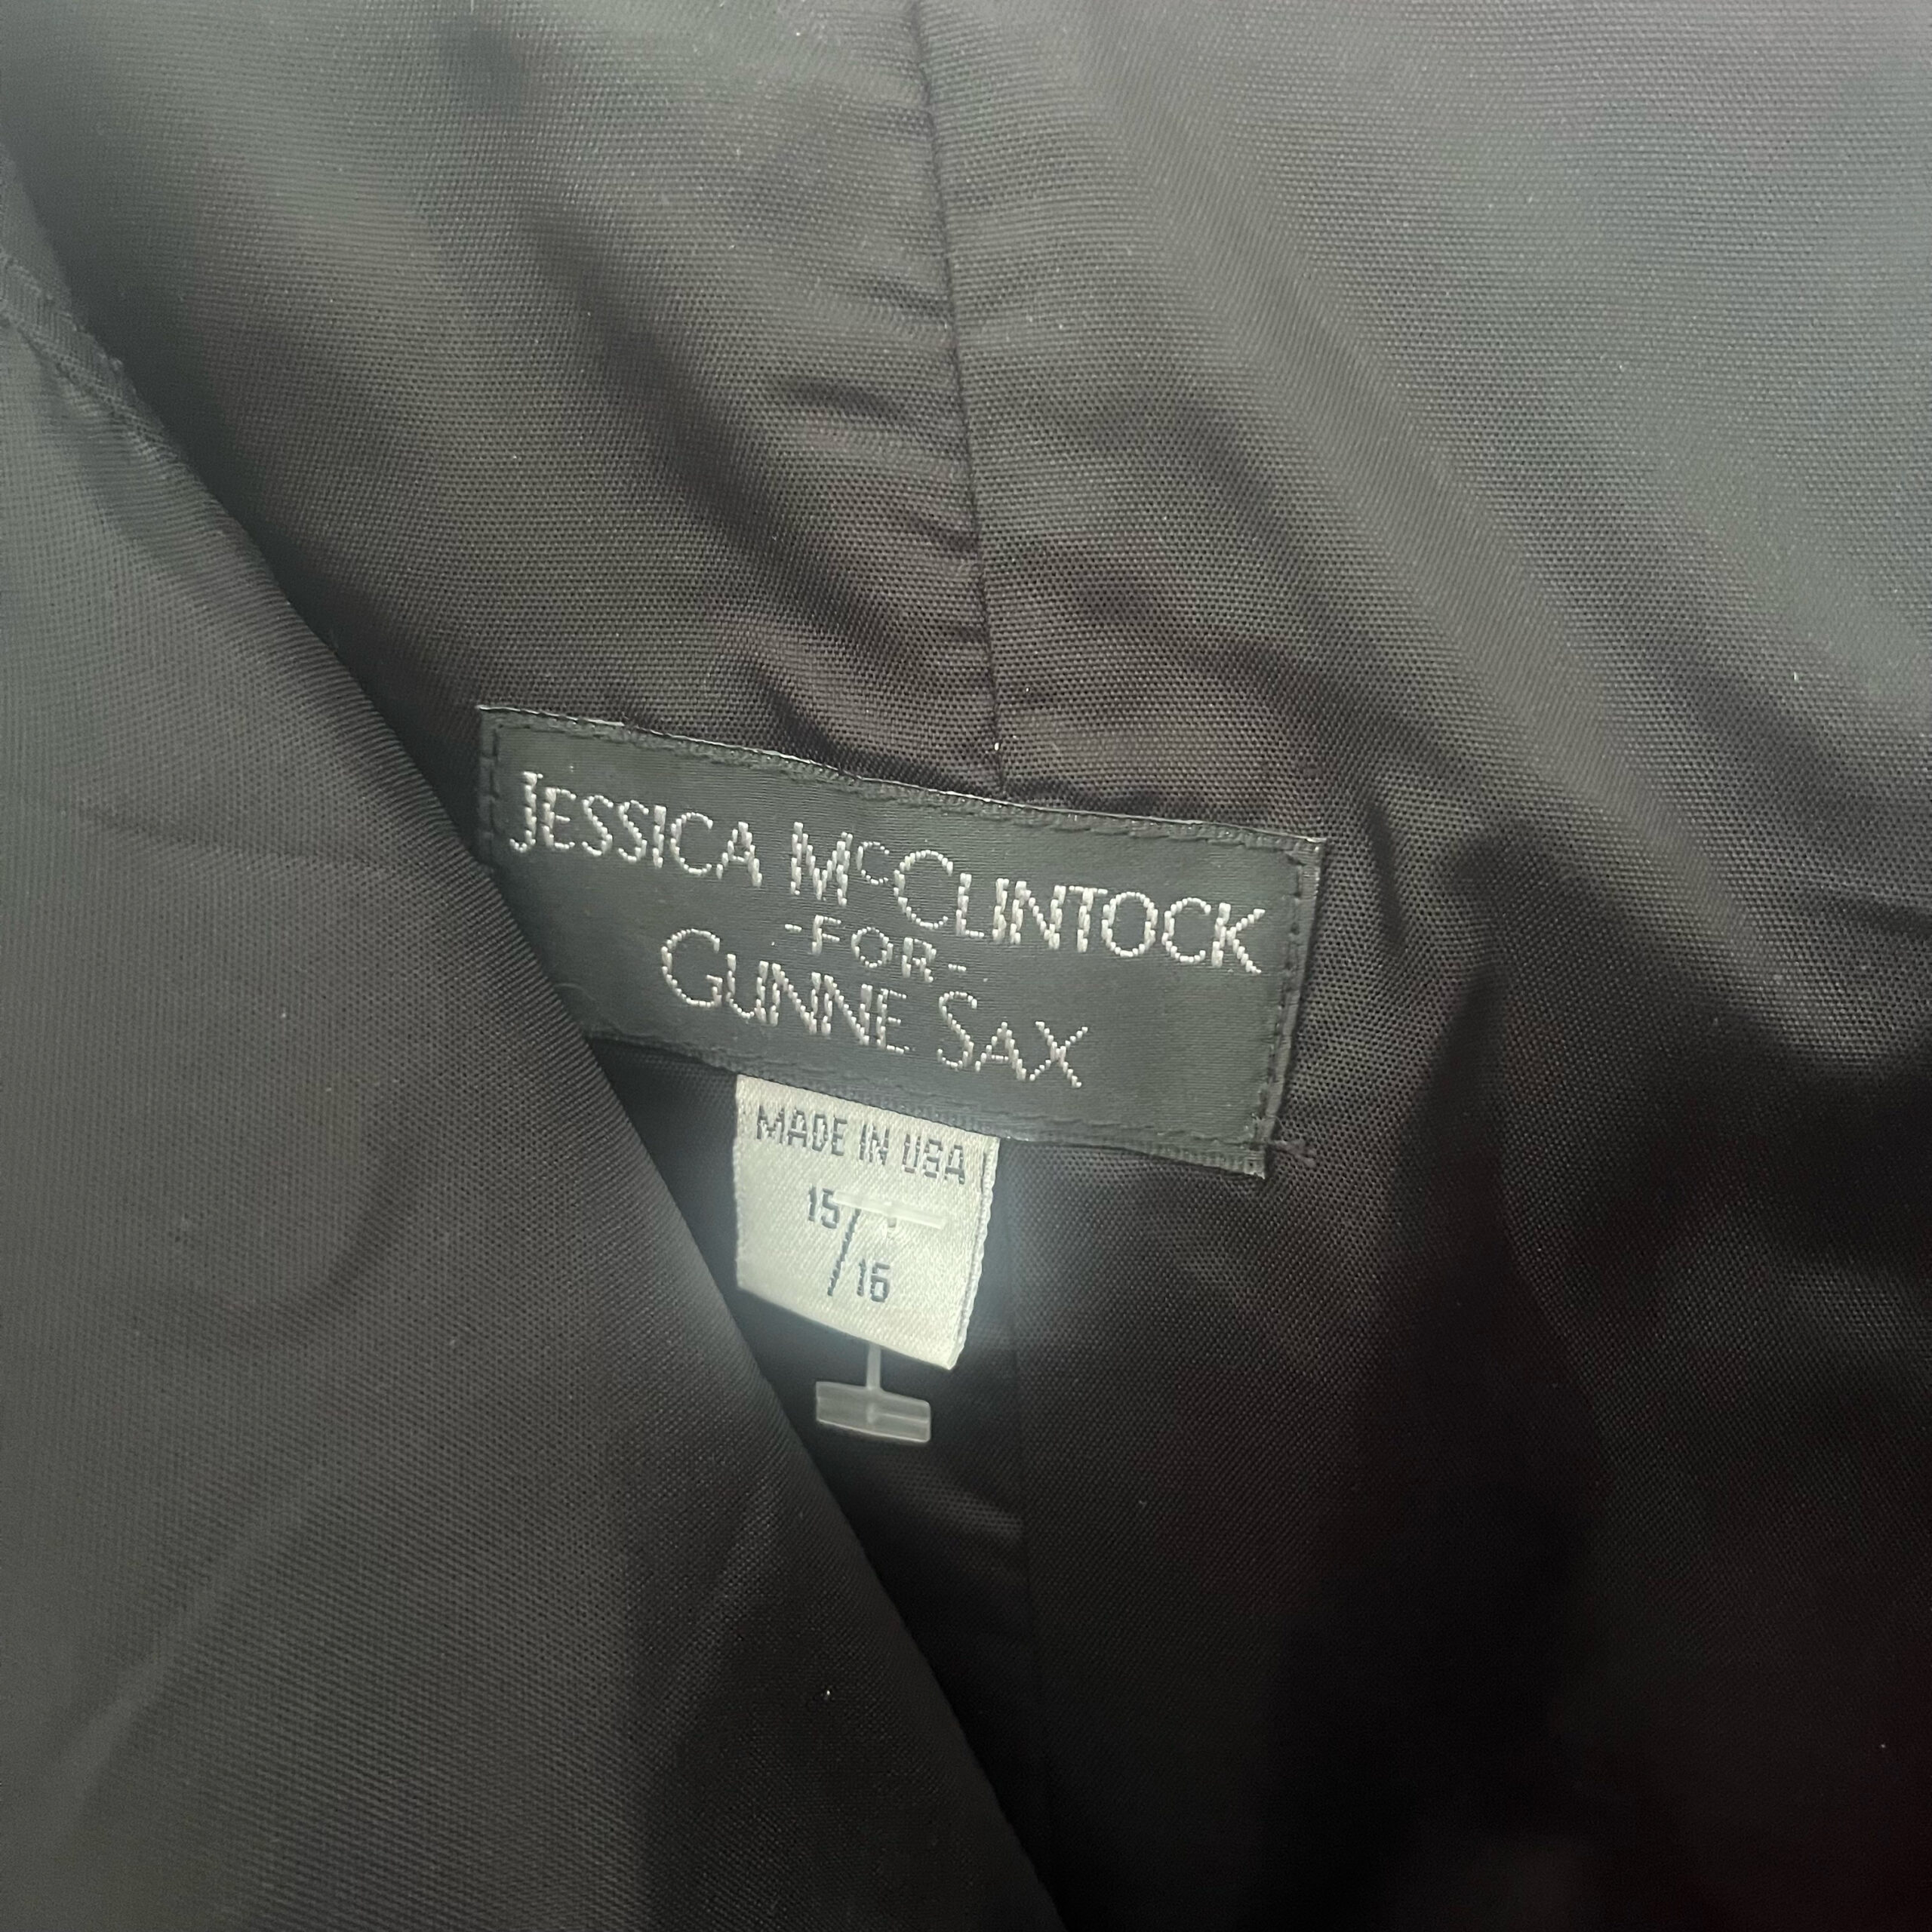 JESSICA McCLINTOCK
-FOR-
GUNNE SAX
MADE IN USA
15/16